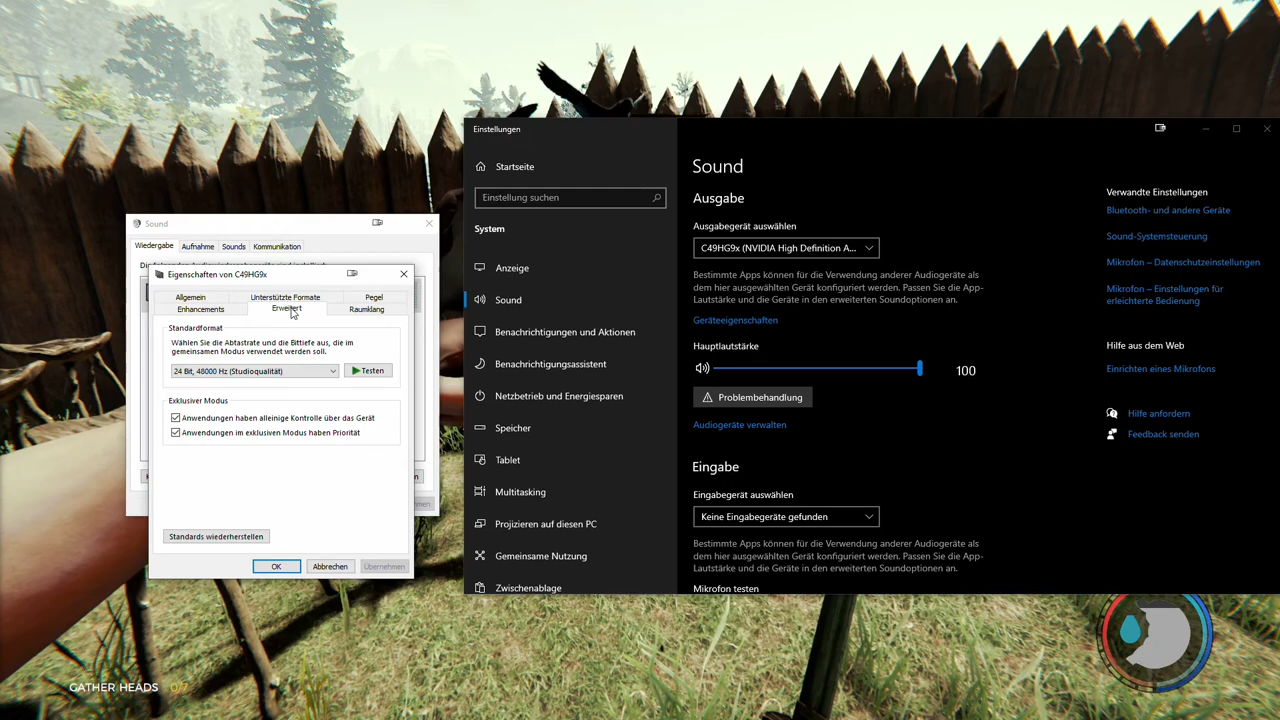 Sound
Wiedergabe
Aufnahme
Sounds
Kommunikation
Eigenschaften von C49HG9x
Allgemein
Unterstützte Formate
Pegel
Enhancements
Erweitert
Raumklang
Standardformat
Wählen Sie die Abtastrate und die Bittiefe aus, die im
gemeinsamen Modus verwendet werden soll.
24 Bit, 48000 Hz (Studioqualität)
Testen
Exklusiver Modus
Anwendungen haben alleinige Kontrolle über das Gerät
Anwendungen im exklusiven Modus haben Priorität
Standards wiederherstellen
OK
Abbrechen
Übernehmen
Einstellungen
Startseite
Einstellung suchen
System
Anzeige
Sound
Benachrichtigungen und Aktionen
Benachrichtigungsassistent
Netzbetrieb und Energiesparen
Speicher
Tablet
Multitasking
Projizieren auf diesen PC
Gemeinsame Nutzung
Zwischenablage
Sound
Ausgabe
Ausgabegerät auswählen
C49HG9x (NVIDIA High Definition A...
Bestimmte Apps können für die Verwendung anderer Audiogeräte als
dem hier ausgewählten Gerät konfiguriert werden. Passen Sie die App-
Lautstärke und die Geräte in den erweiterten Soundoptionen an.
Geräteeigenschaften
Hauptlautstärke
100
Problembehandlung
Audiogeräte verwalten
Eingabe
Eingabegerät auswählen
Keine Eingabegeräte gefunden
Bestimmte Apps können für die Verwendung anderer Audiogeräte als
dem hier ausgewählten Gerät konfiguriert werden. Passen Sie die App-
Lautstärke und die Geräte in den erweiterten Soundoptionen an.
Mikrofon testen
Verwandte Einstellungen
Bluetooth- und andere Geräte
Sound-Systemsteuerung
Mikrofon – Datenschutzeinstellungen
Mikrofon – Einstellungen für
erleichterte Bedienung
Hilfe aus dem Web
Einrichten eines Mikrofons
Hilfe anfordern
Feedback senden
GATHER HEADS 0/7